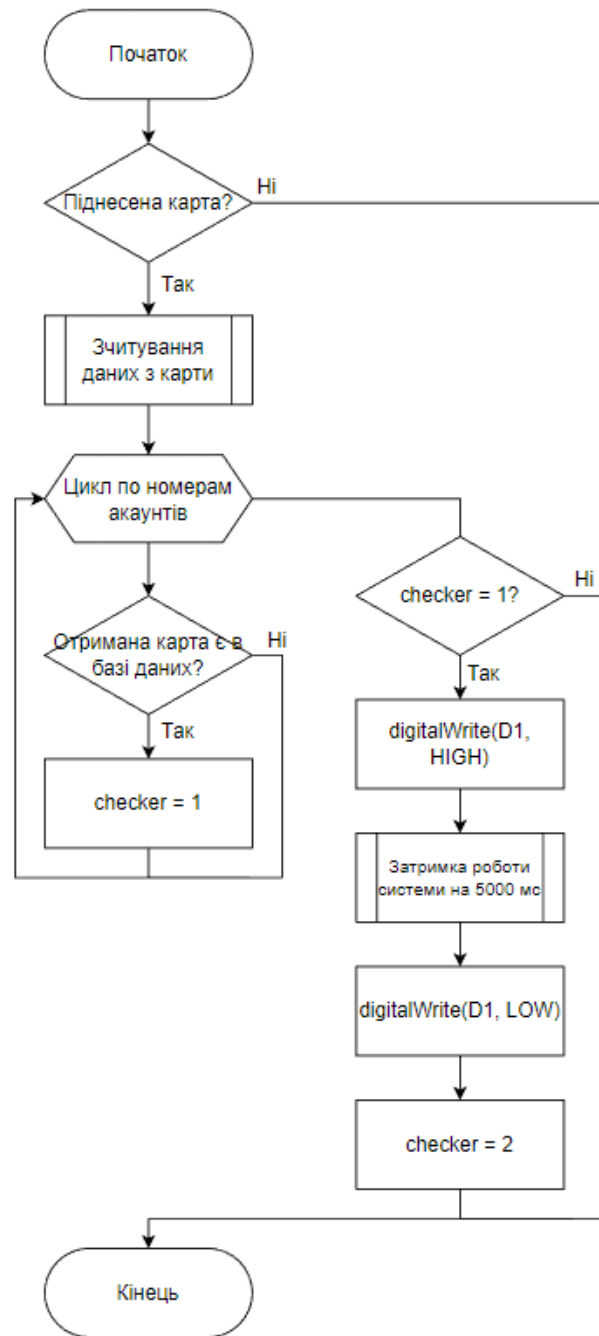 Початок
Піднесена карта?
Ні
Так
Зчитування
даних з карти
Цикл по номерам
акаунтів
Отримана карта є в
базі даних?
Ні
Так
checker = 1
checker = 1?
Ні
Так
digitalWrite(D1,
HIGH)
Затримка роботи
системи на 5000 мс
digitalWrite(D1, LOW)
checker = 2
Кінець